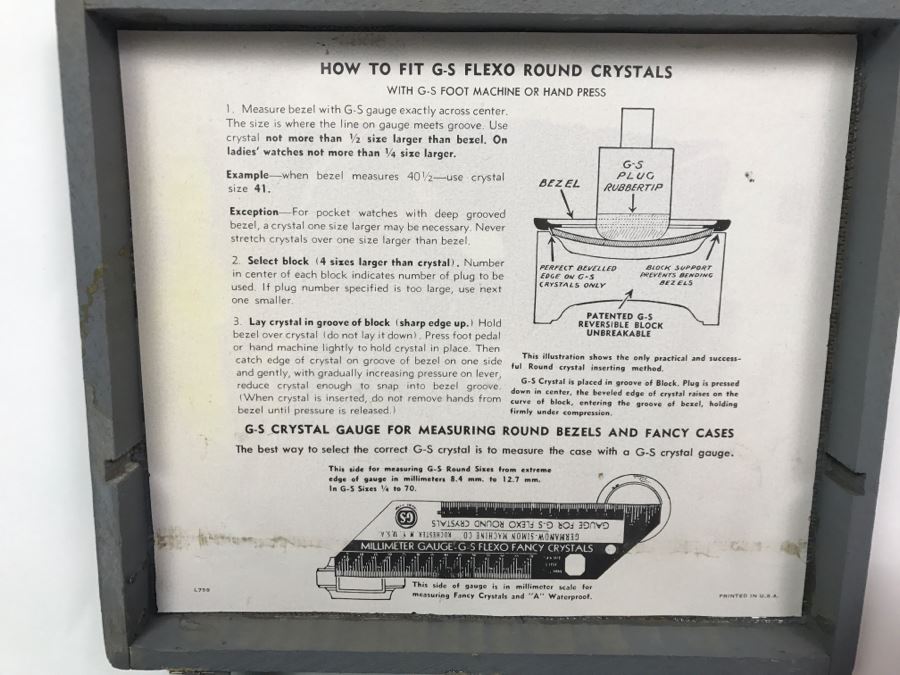 HOW TO FIT G-S FLEXO ROUND CRYSTALS
WITH G-S FOOT MACHINE OR HAND PRESS
1. Measure bezel with G-S gauge exactly across center.
The size is where the line on gauge meets groove. Use
crystal not more than ½ size larger than bezel. On
ladies' watches not more than ¼ size larger.
Example—when bezel measures 40½—use crystal
size 41.
Exception—For pocket watches with deep grooved
bezel, a crystal one size larger may be necessary. Never
stretch crystals over one size larger than bezel.
2. Select block (4 sizes larger than crystal). Number
in center of each block indicates number of plug to be
used. If plug number specified is too large, use next
one smaller.
3. Lay crystal in groove of block (sharp edge up.) Hold
bezel over crystal (do not lay it down). Press foot pedal
or hand machine lightly to hold crystal in place. Then
catch edge of crystal on groove of bezel on one side
and gently, with gradually increasing pressure on lever,
reduce crystal enough to snap into bezel groove.
(When crystal is inserted, do not remove hands from
bezel until pressure is released.)
G-S
PLUG
RUBBERTIP
BEZEL
PERFECT BEVELLED
EDGE ON G-S
CRYSTALS ONLY
BLOCK SUPPORT
PREVENTS BENDING
BEZELS
PATENTED G-S
REVERSIBLE BLOCK
UNBREAKABLE
This illustration shows the only practical and success-
ful Round crystal inserting method.
G-S Crystal is placed in groove of Block. Plug is pressed
down in center, the beveled edge of crystal raises on the
curve of block, entering the groove of bezel, holding
firmly under compression.
G-S CRYSTAL GAUGE FOR MEASURING ROUND BEZELS AND FANCY CASES
The best way to select the correct G-S crystal is to measure the case with a G-S crystal gauge.
This side for measuring G-S Round Sizes from extreme
edge of gauge in millimeters 8.4 mm. to 12.7 mm.
In G-S Sizes ¼ to 70.
GS
GAUGE FOR G-S FLEXO ROUND CRYSTALS
GERMANOW-SIMON MACHINE CO. ROCHESTER N.Y. U.S.A.
MILLIMETER GAUGE-G-S FLEXO FANCY CRYSTALS
This side of gauge is in millimeter scale for
measuring Fancy Crystals and "A" Waterproof.
L750
PRINTED IN U.S.A.